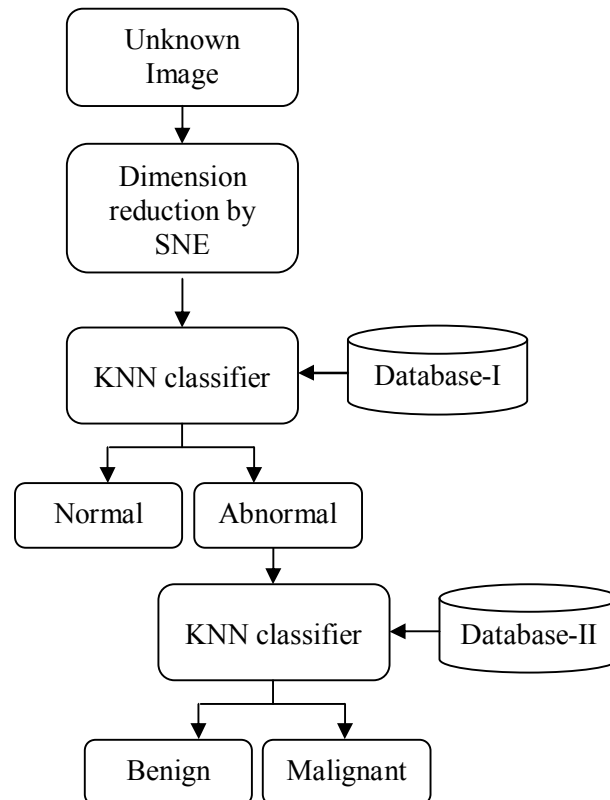 Unknown
Image
Dimension
reduction by
SNE
KNN classifier
Database-I
Normal
Abnormal
KNN classifier
Database-II
Benign
Malignant